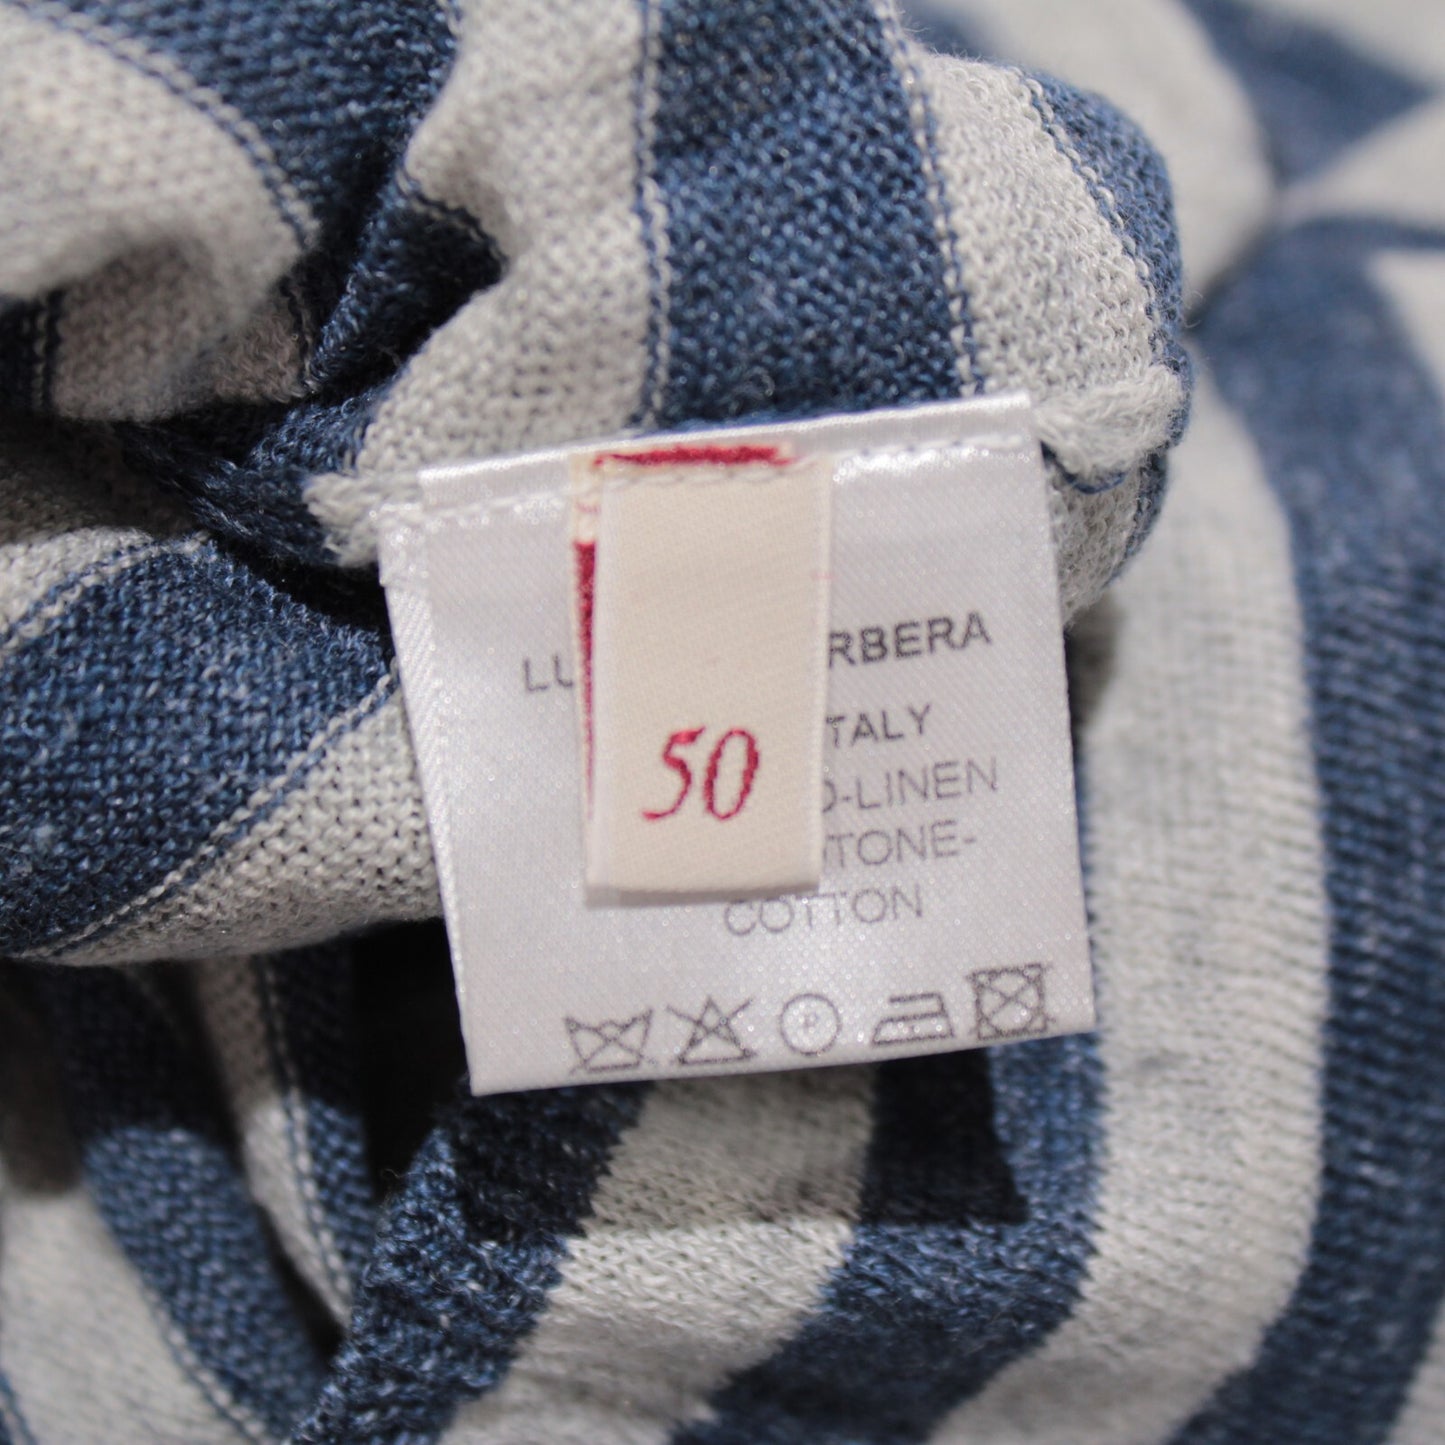 LU RBERA
TALY
50
O-LINEN
TONE-
COTTON
P